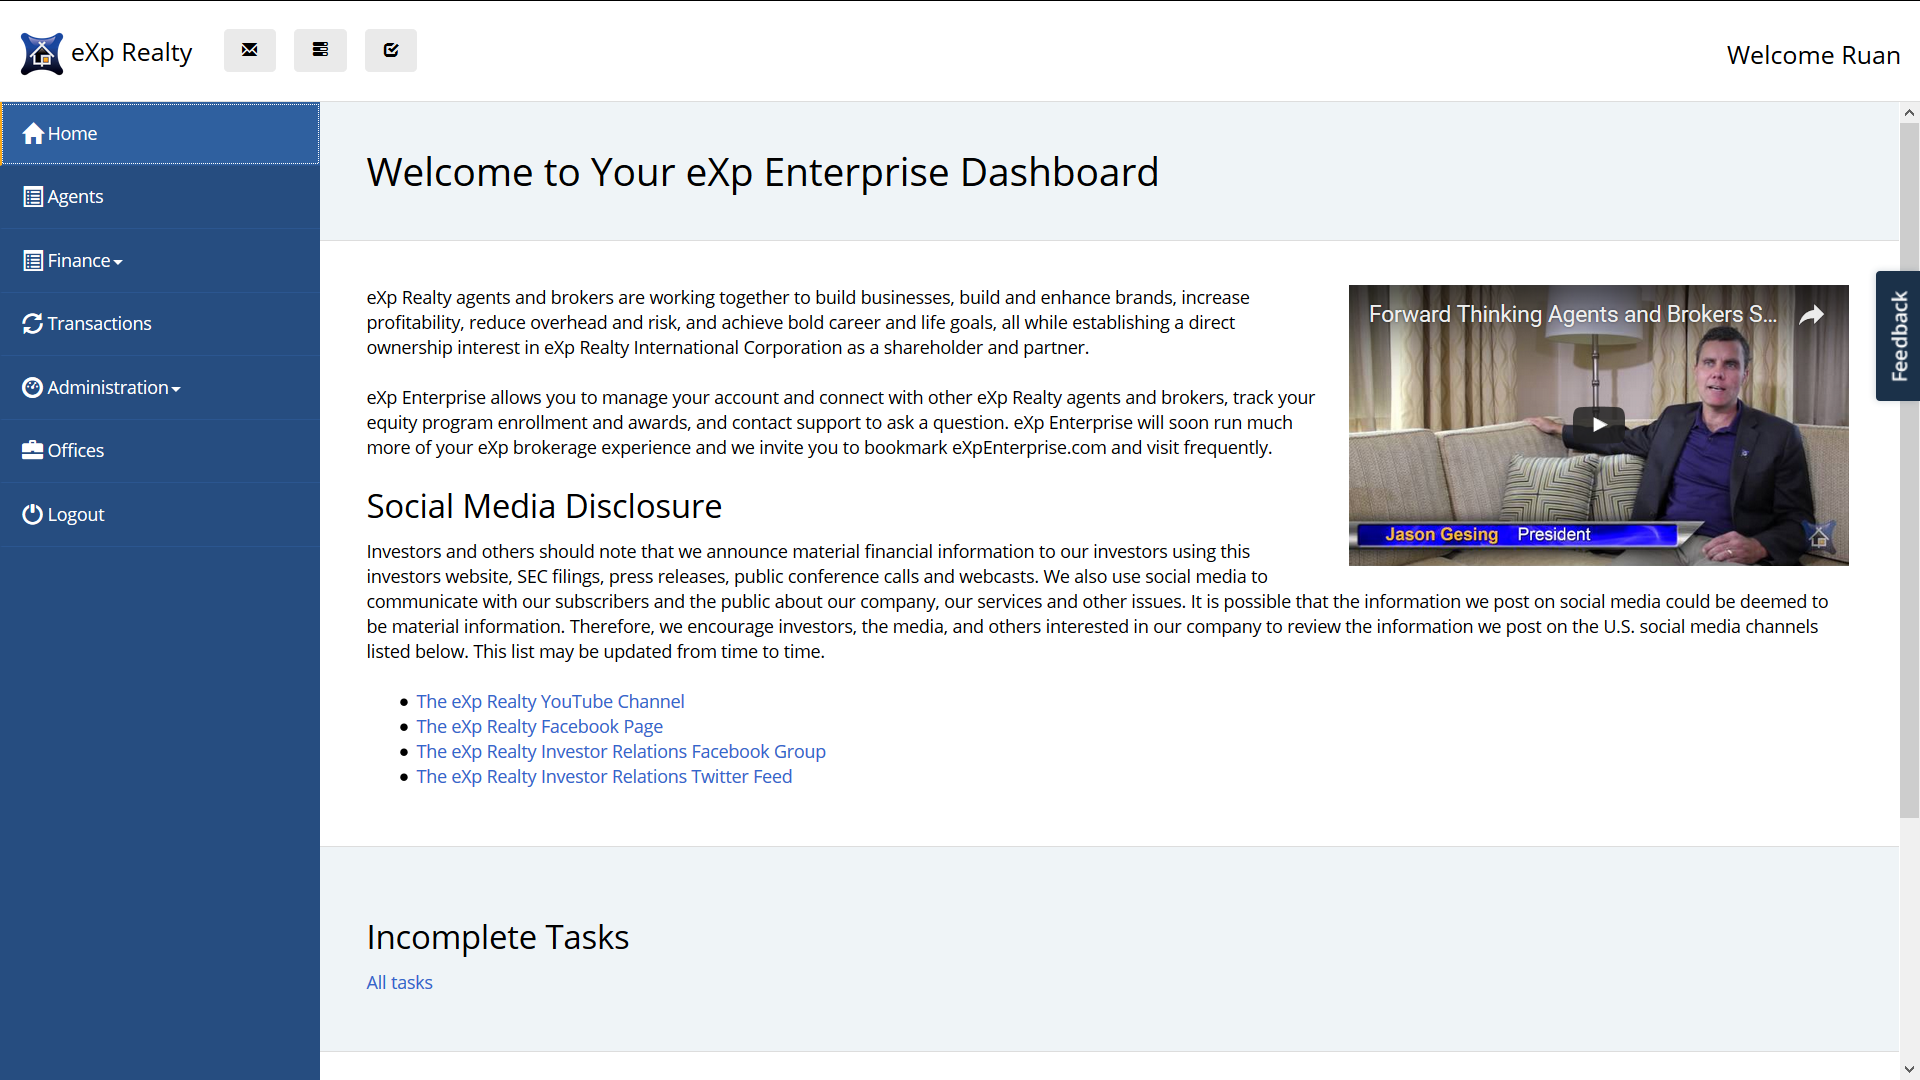 eXp Realty
Welcome Ruan
Home
Agents
Finance
Transactions
Administration
Offices
Logout
Welcome to Your eXp Enterprise Dashboard
eXp Realty agents and brokers are working together to build businesses, build and enhance brands, increase
profitability, reduce overhead and risk, and achieve bold career and life goals, all while establishing a direct
ownership interest in eXp Realty International Corporation as a shareholder and partner.
eXp Enterprise allows you to manage your account and connect with other eXp Realty agents and brokers, track your
equity program enrollment and awards, and contact support to ask a question. eXp Enterprise will soon run much
more of your eXp brokerage experience and we invite you to bookmark eXpEnterprise.com and visit frequently.
Forward Thinking Agents and Brokers S...
Jason Gesing President
Feedback
Social Media Disclosure
Investors and others should note that we announce material financial information to our investors using this
investors website, SEC filings, press releases, public conference calls and webcasts. We also use social media to
communicate with our subscribers and the public about our company, our services and other issues. It is possible that the information we post on social media could be deemed to
be material information. Therefore, we encourage investors, the media, and others interested in our company to review the information we post on the U.S. social media channels
listed below. This list may be updated from time to time.
The eXp Realty YouTube Channel
The eXp Realty Facebook Page
The eXp Realty Investor Relations Facebook Group
The eXp Realty Investor Relations Twitter Feed
Incomplete Tasks
All tasks